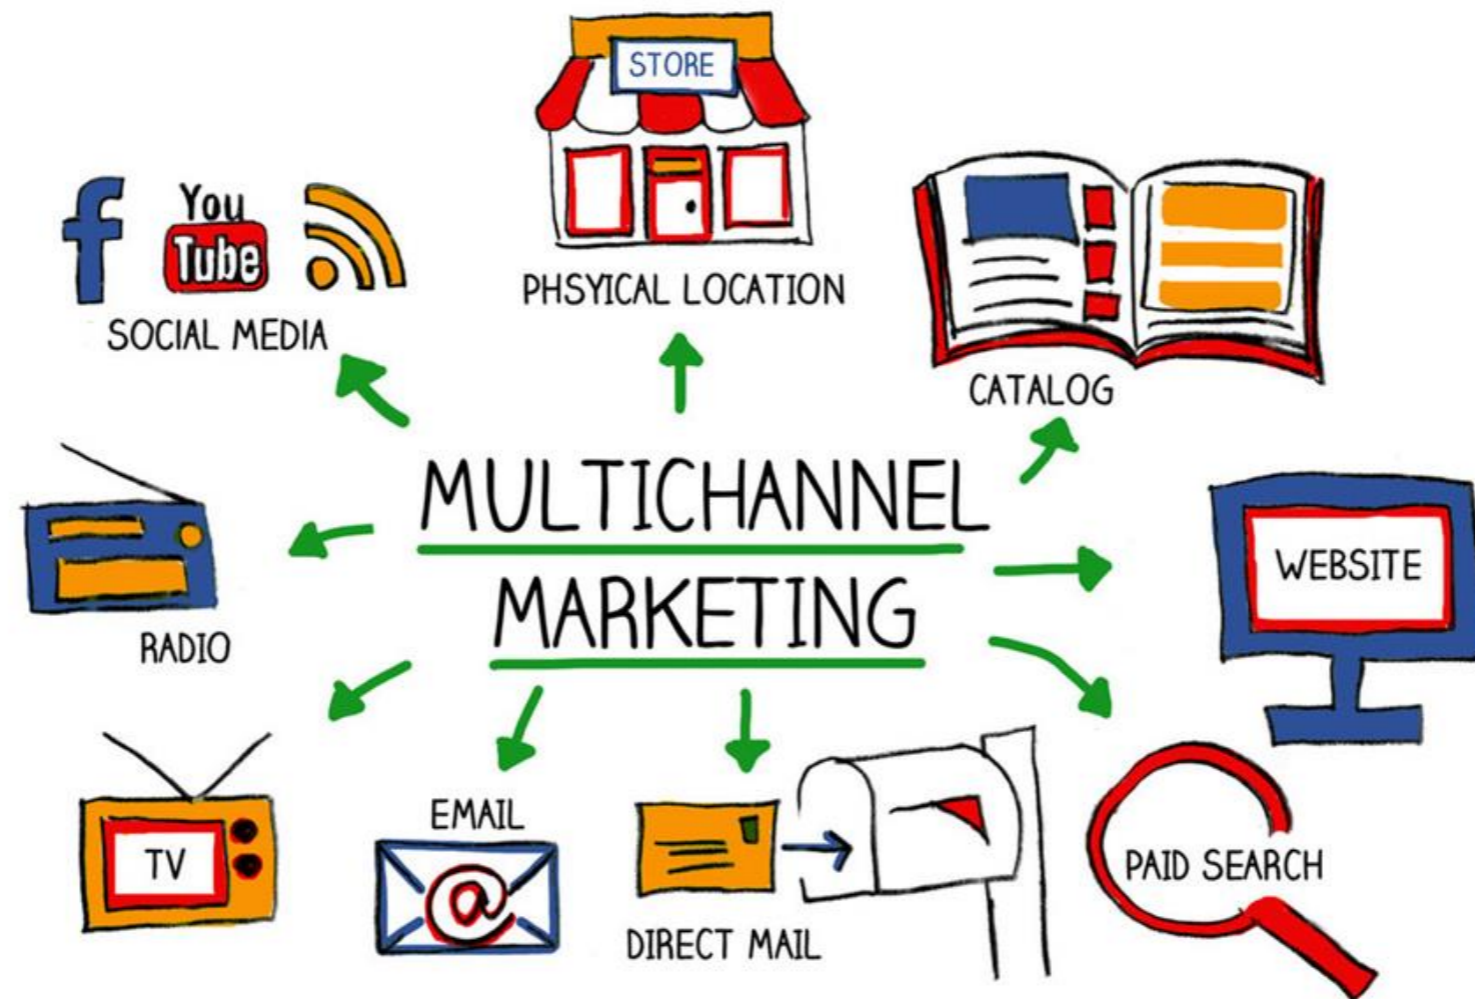 STORE
PHSYICAL LOCATION
f
You
Tube
SOCIAL MEDIA
CATALOG
MULTICHANNEL
MARKETING
WEBSITE
RADIO
TV
EMAIL
@
DIRECT MAIL
PAID SEARCH